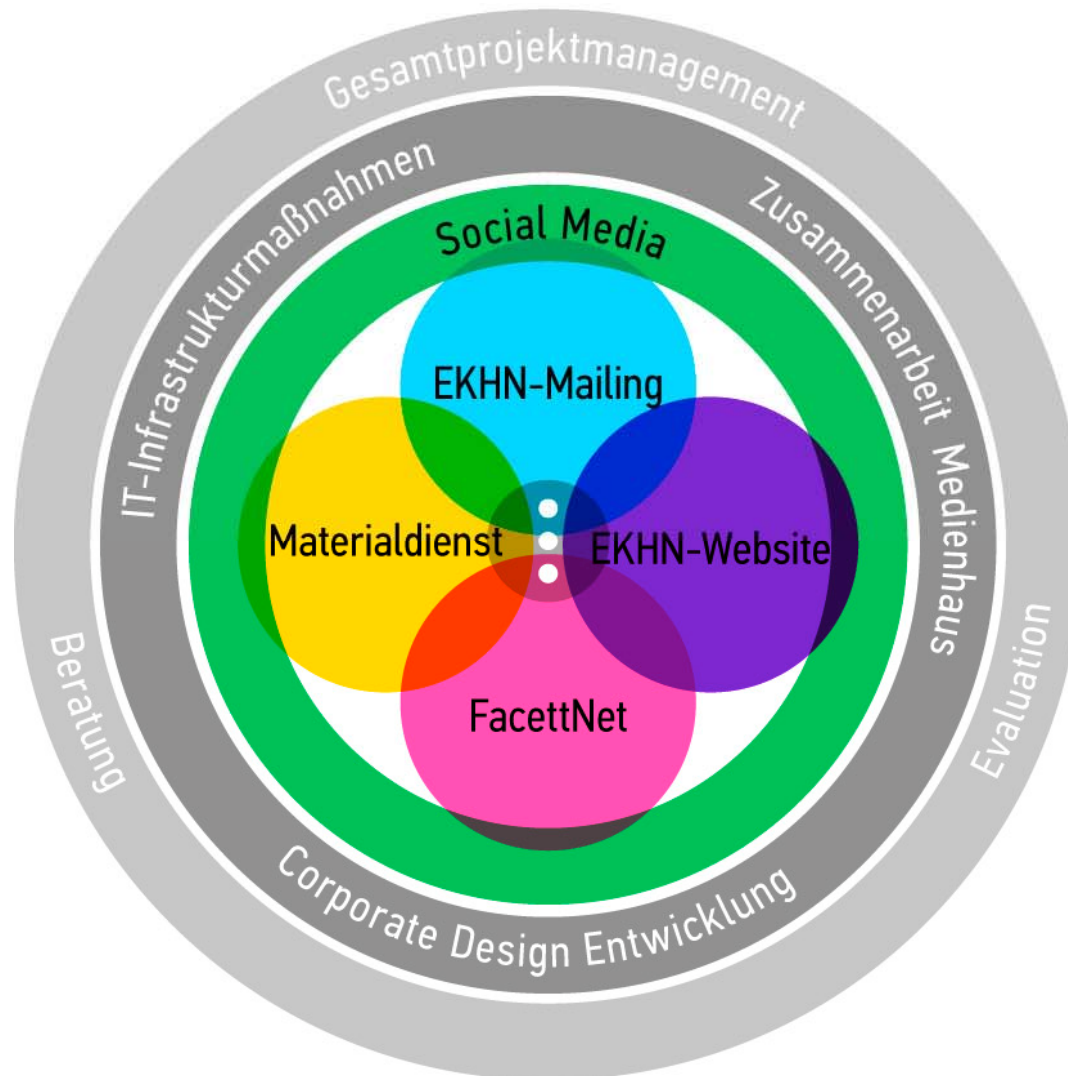 Gesamtprojektmanagement
IT-Infrastrukturmaßnahmen
Zusammenarbeit Medienhaus
Social Media
EKHN-Mailing
Materialdienst
EKHN-Website
FacettNet
Beratung
Evaluation
Corporate Design Entwicklung